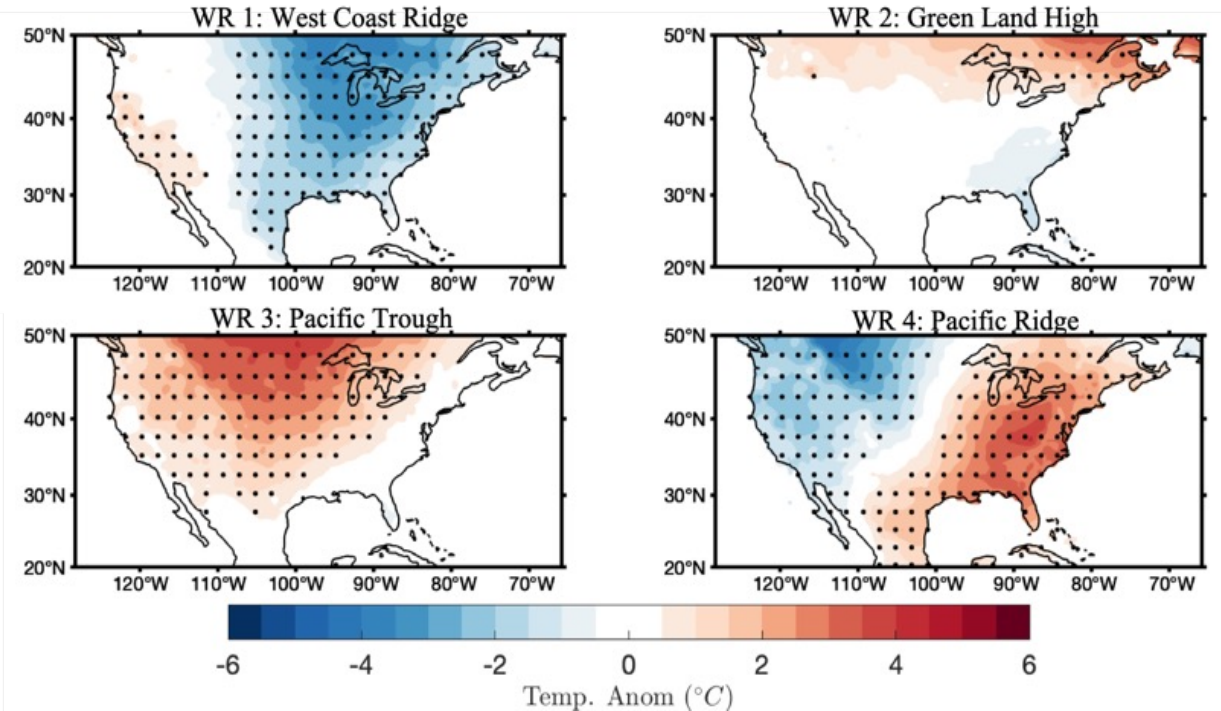 WR 1: West Coast Ridge
50°N
40°N
30°N
20°N
120°W 110°W 100°W 90°W 80°W 70°W
WR 2: Green Land High
50°N
40°N
30°N
20°N
120°W 110°W 100°W 90°W 80°W 70°W
WR 3: Pacific Trough
50°N
40°N
30°N
20°N
120°W 110°W 100°W 90°W 80°W 70°W
WR 4: Pacific Ridge
50°N
40°N
30°N
20°N
120°W 110°W 100°W 90°W 80°W 70°W
-6 -4 -2 0 2 4 6
Temp. Anom (°C)